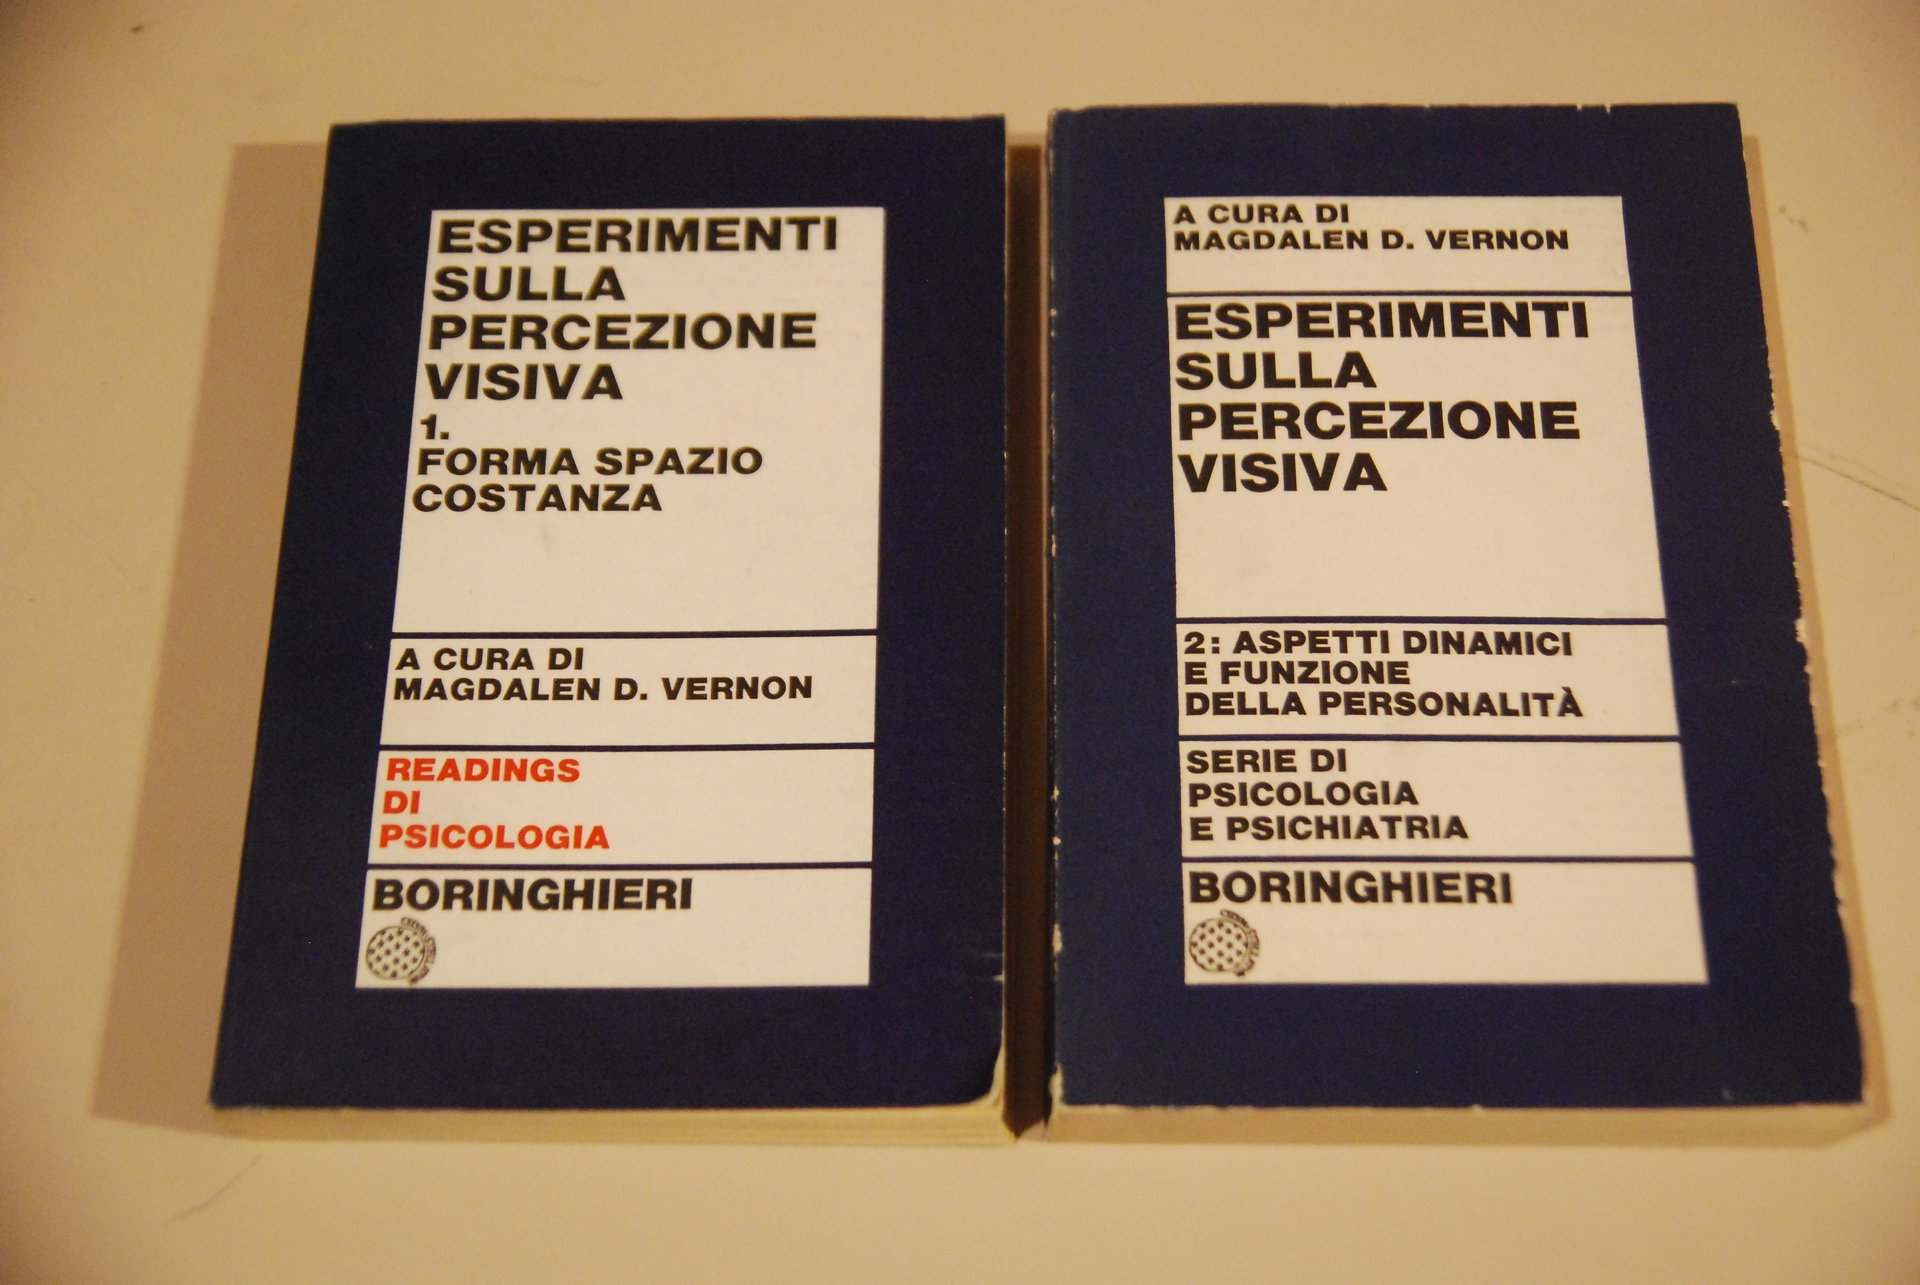 ESPERIMENTI
SULLA
PERCEZIONE
VISIVA
1.
FORMA SPAZIO
COSTANZA
A CURA DI
MAGDALEN D. VERNON
READINGS
DI
PSICOLOGIA
BORINGHIERI
A CURA DI
MAGDALEN D. VERNON
ESPERIMENTI
SULLA
PERCEZIONE
VISIVA
2: ASPETTI DINAMICI
E FUNZIONE
DELLA PERSONALITÀ
SERIE DI
PSICOLOGIA
E PSICHIATRIA
BORINGHIERI